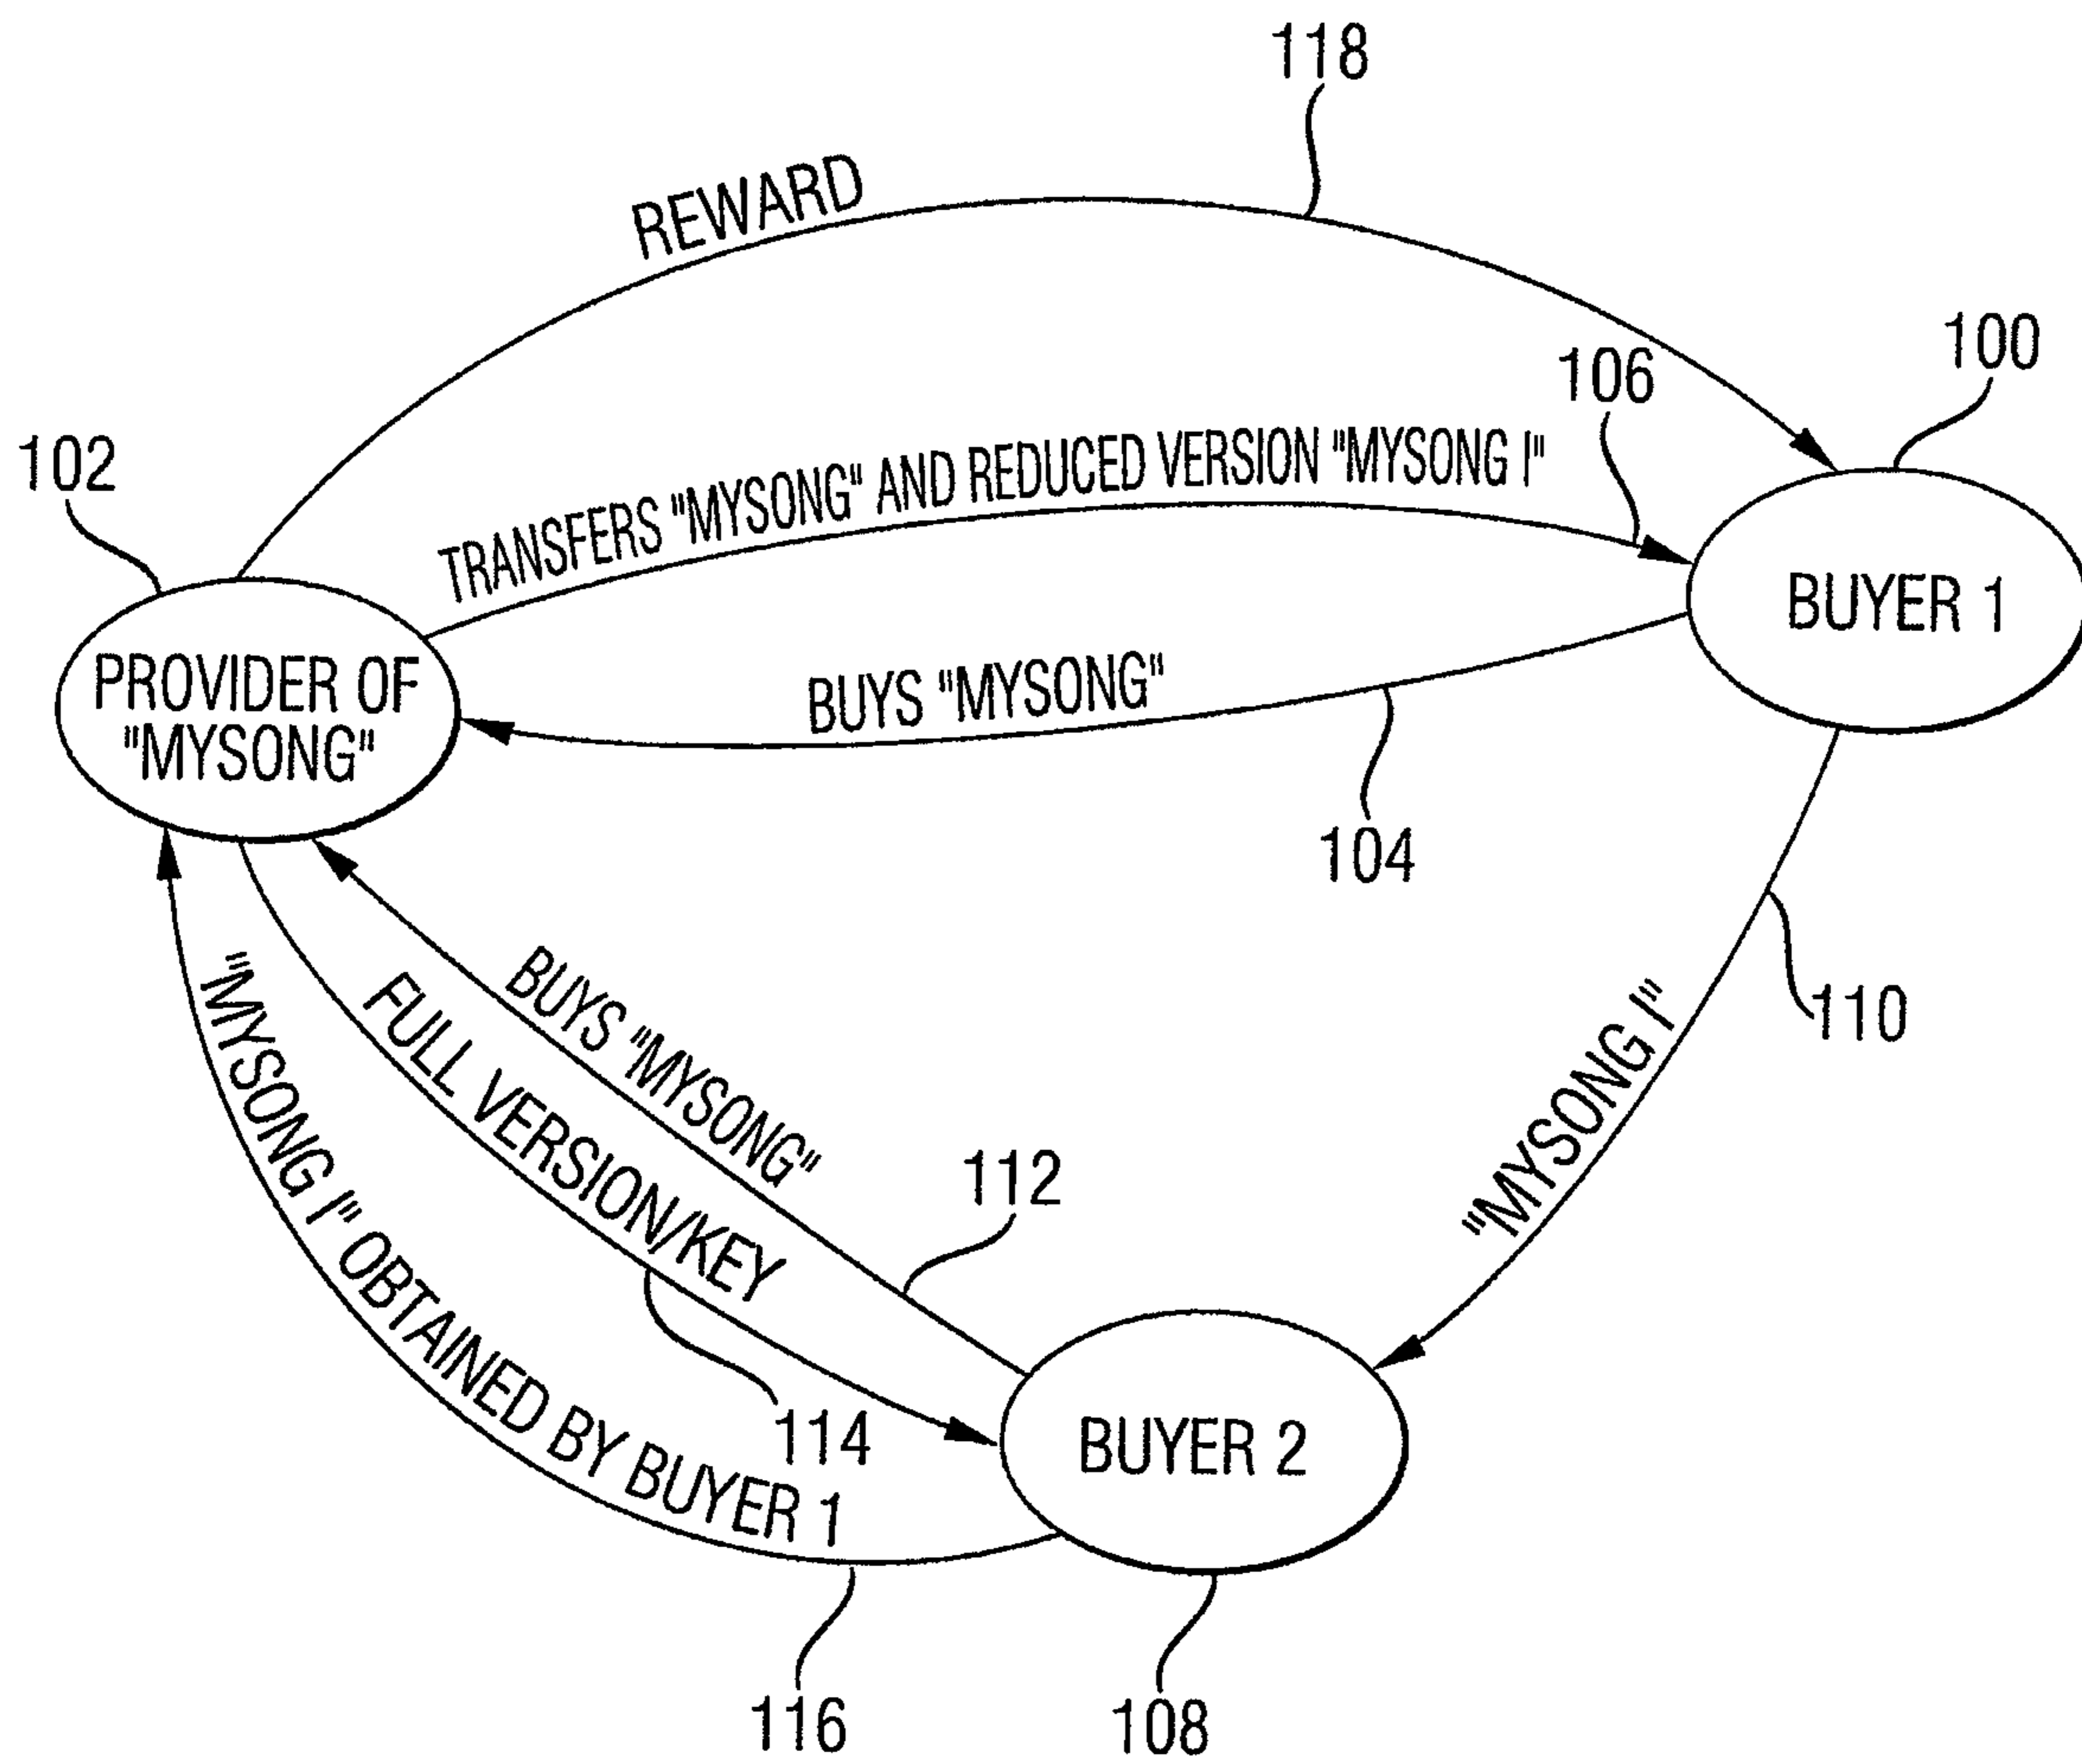 118
REWARD
100
106
102
TRANSFERS "MYSONG" AND REDUCED VERSION "MYSONG I"
BUYER 1
PROVIDER OF
"MYSONG"
BUYS "MYSONG"
104
110
"MYSONG I"
BUYS "MYSONG"
FULL VERSION/KEY
"MYSONG I" OBTAINED BY BUYER 1
112
114
BUYER 2
116
108